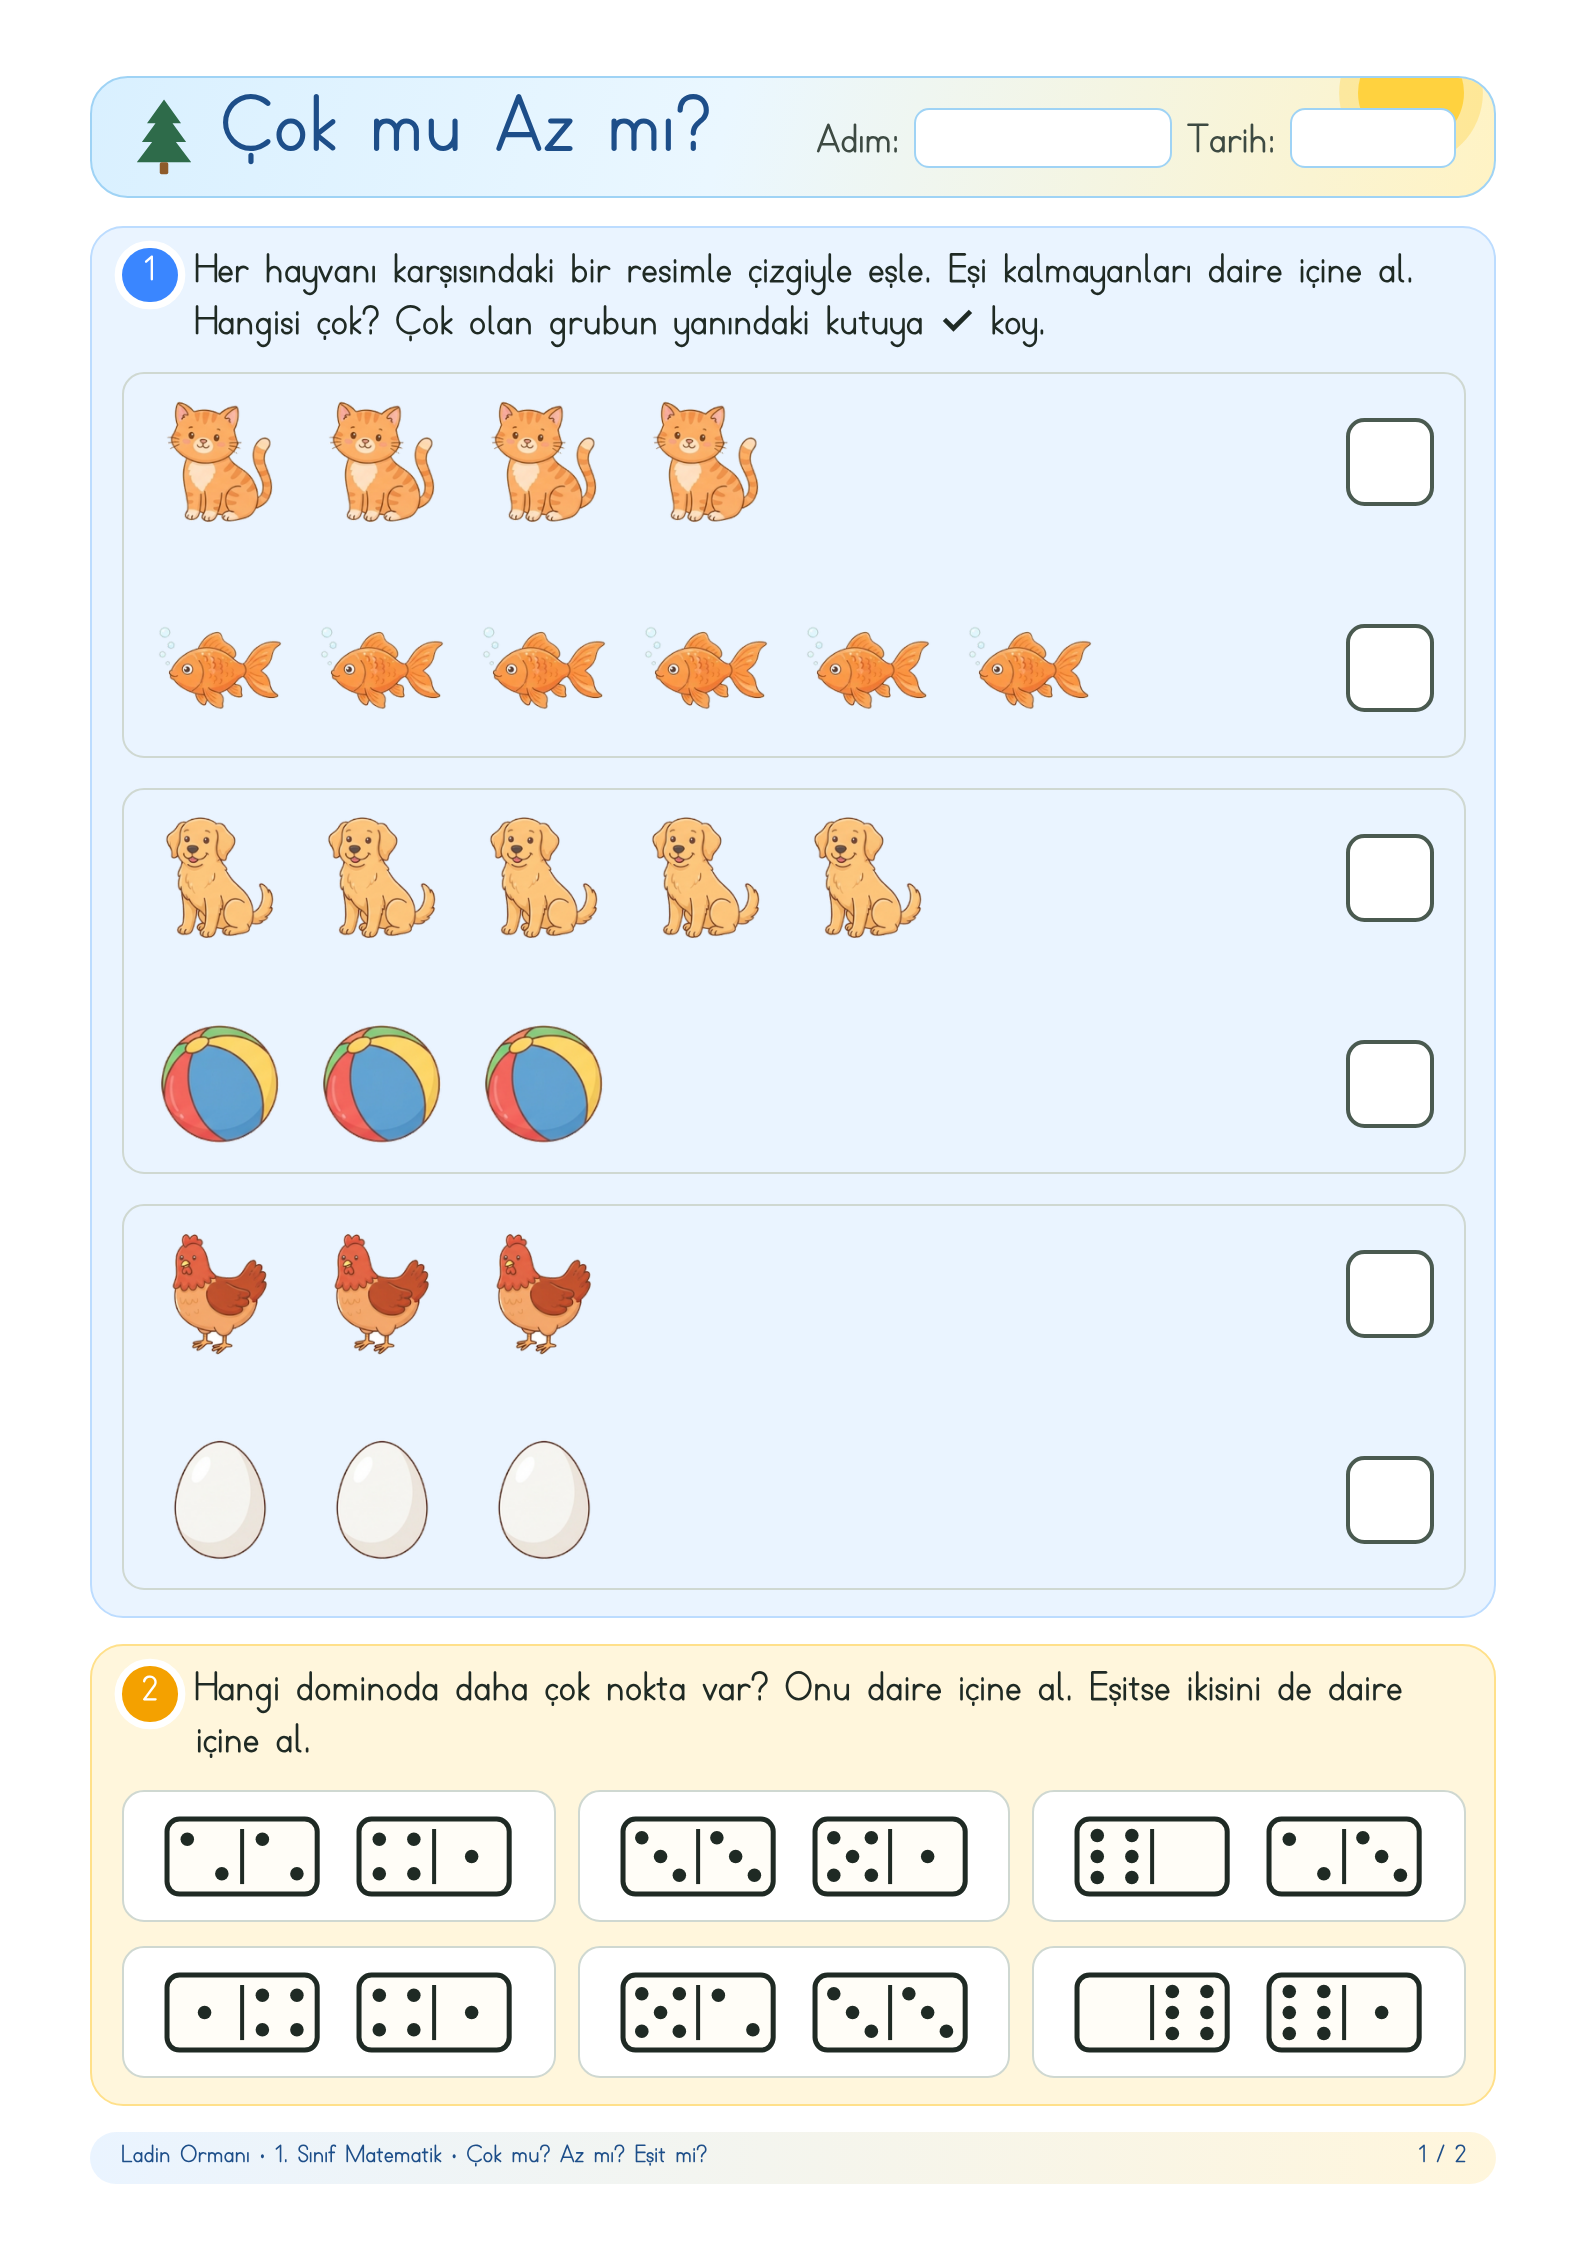 Çok mu Az mı?
Adım:
Tarih:
1
Her hayvanı karşısındaki bir resimle çizgiyle eşle. Eşi kalmayanları daire içine al.
Hangisi çok? Çok olan grubun yanındaki kutuya ✓ koy.
2
Hangi dominoda daha çok nokta var? Onu daire içine al. Eşitse ikisini de daire
içine al.
Ladin Ormanı • 1. Sınıf Matematik • Çok mu? Az mı? Eşit mi?
1 / 2